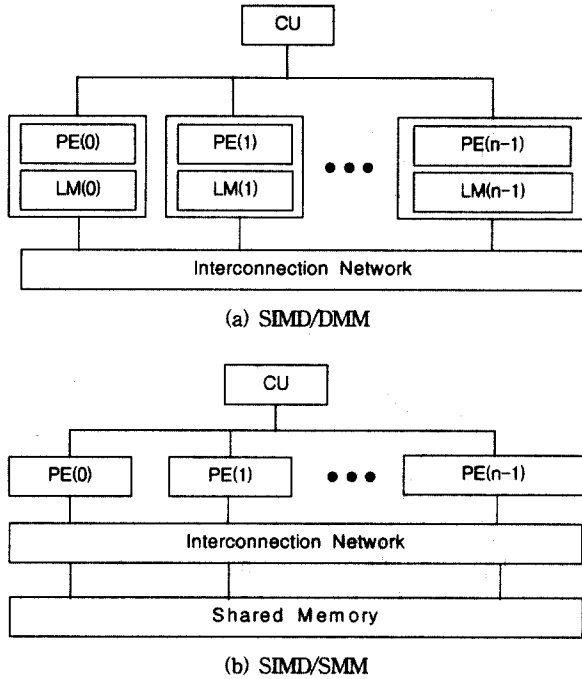 CU
PE(0) PE(1) PE(n-1)
LM(0) LM(1) LM(n-1)
Interconnection Network
(a) SIMD/DMM
CU
PE(0) PE(1) PE(n-1)
Interconnection Network
Shared Memory
(b) SIMD/SMM